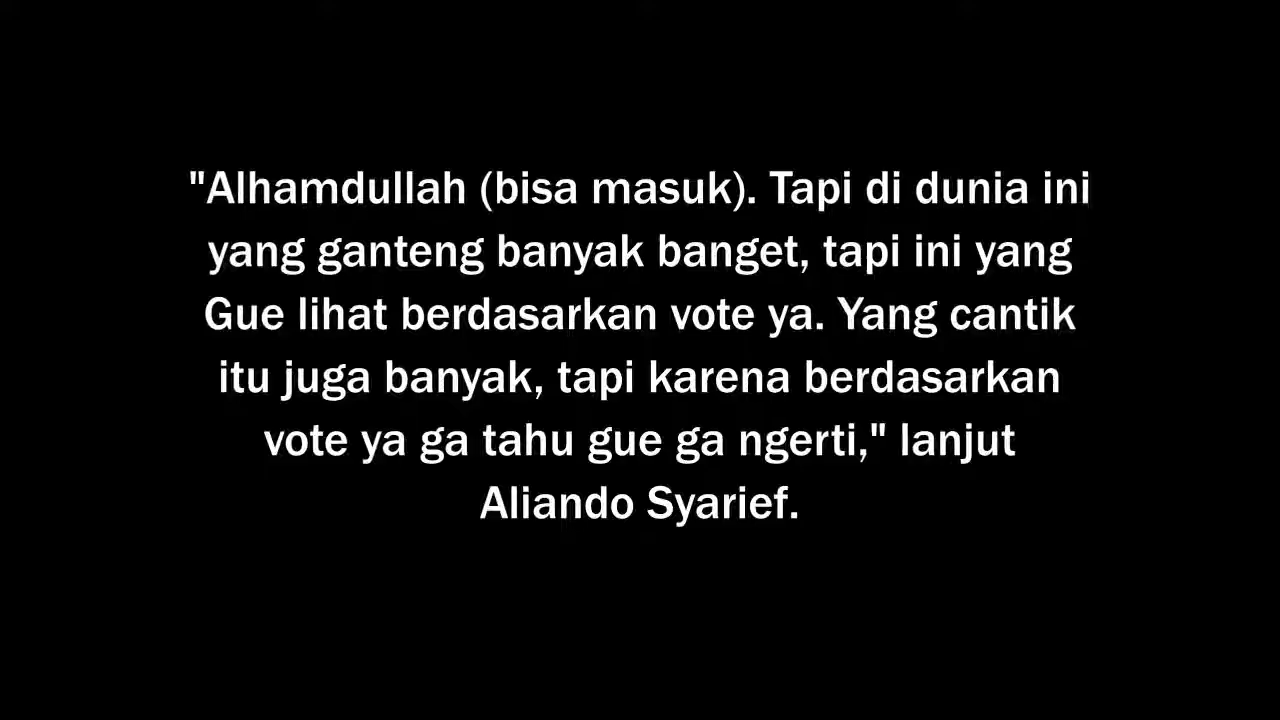 "Alhamdullah (bisa masuk). Tapi di dunia ini
yang ganteng banyak banget, tapi ini yang
Gue lihat berdasarkan vote ya. Yang cantik
itu juga banyak, tapi karena berdasarkan
vote ya ga tahu gue ga ngerti," lanjut
Aliando Syarief.